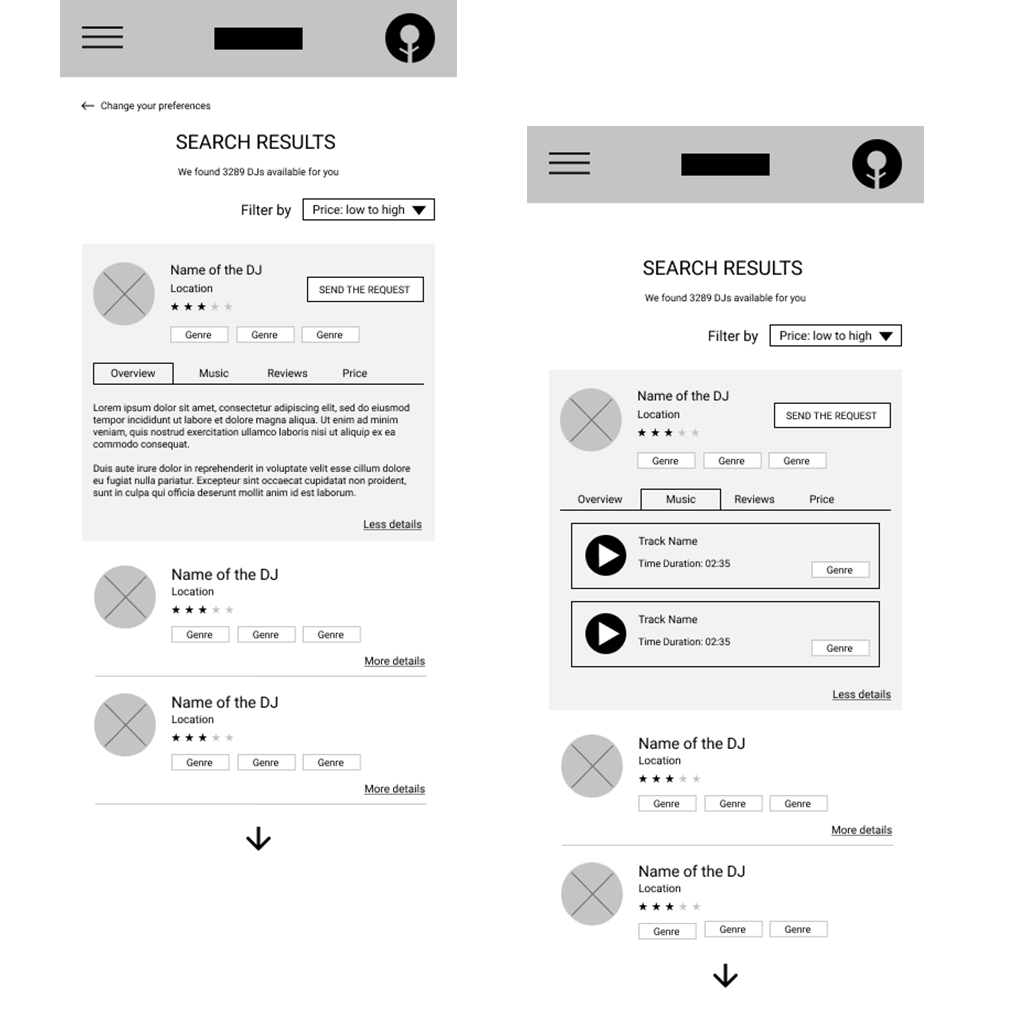 Change your preferences
SEARCH RESULTS
We found 3289 DJs available for you
Filter by
Price: low to high
Name of the DJ
Location
SEND THE REQUEST
Genre Genre Genre
Overview Music Reviews Price
Lorem ipsum dolor sit amet, consectetur adipiscing elit, sed do eiusmod
tempor incididunt ut labore et dolore magna aliqua. Ut enim ad minim
veniam, quis nostrud exercitation ullamco laboris nisi ut aliquip ex ea
commodo consequat.
Duis aute irure dolor in reprehenderit in voluptate velit esse cillum dolore
eu fugiat nulla pariatur. Excepteur sint occaecat cupidatat non proident,
sunt in culpa qui officia deserunt mollit anim id est laborum.
Less details
Name of the DJ
Location
Genre Genre Genre
More details
Name of the DJ
Location
Genre Genre Genre
More details
SEARCH RESULTS
We found 3289 DJs available for you
Filter by
Price: low to high
Name of the DJ
Location
SEND THE REQUEST
Genre Genre Genre
Overview Music Reviews Price
Track Name
Time Duration: 02:35
Genre
Track Name
Time Duration: 02:35
Genre
Less details
Name of the DJ
Location
Genre Genre Genre
More details
Name of the DJ
Location
Genre Genre Genre